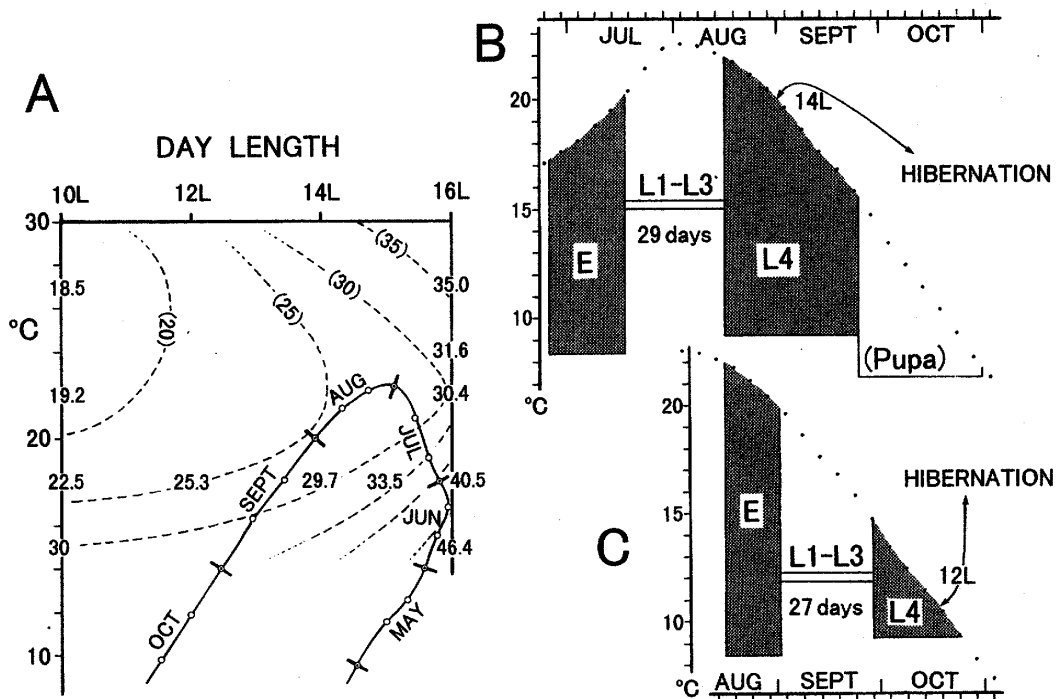 A
DAY LENGTH
10L 12L 14L 16L
30
(35)
18.5 (30) 35.0
(25)
°C (20)
31.6
19.2 30.4
AUG
20
JUL
22.5 25.3 SEPT 29.7 33.5 40.5
JUN
30 46.4
OCT MAY
10
B
JUL AUG SEPT OCT
20
14L
HIBERNATION
15
L1-L3
29 days
E L4
10
(Pupa)
°C
C
20
HIBERNATION
15
E
L1-L3
27 days
12L
L4
10
°C AUG SEPT OCT